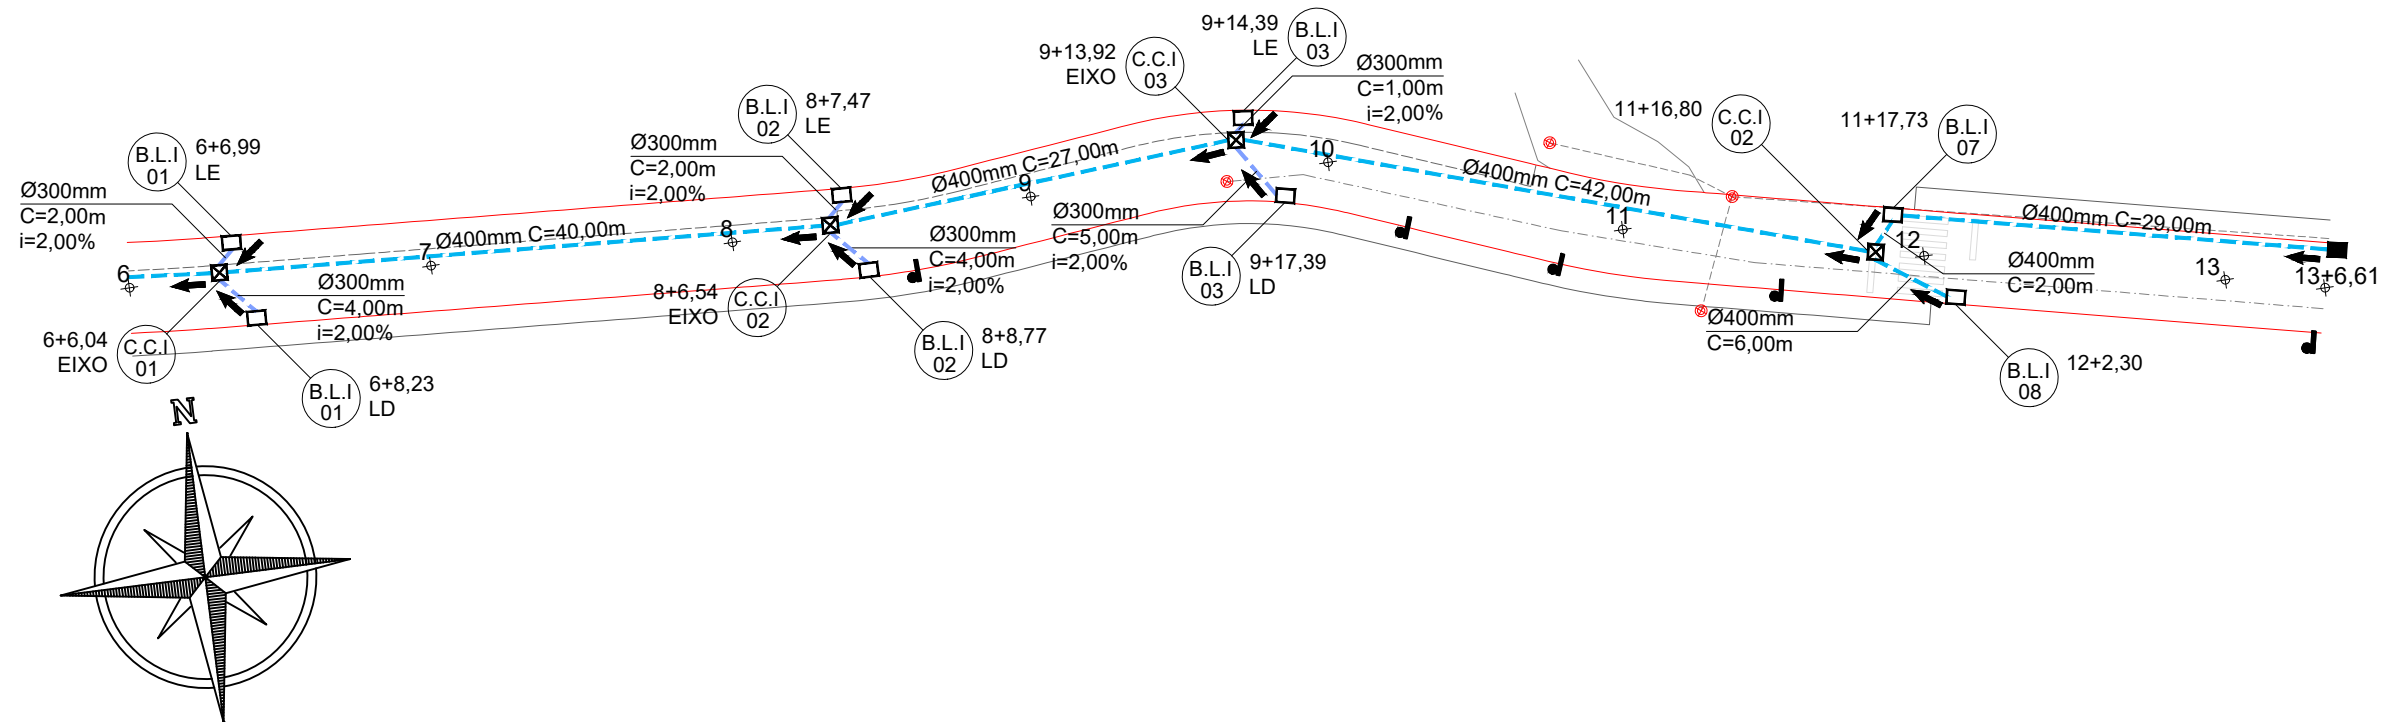 9+14,39
LE
B.L.I
03
9+13,92
EIXO
C.C.I
03
Ø300mm
C=1,00m
i=2,00%
B.L.I
02
8+7,47
LE
Ø300mm
C=2,00m
i=2,00%
11+16,80
C.C.I
02
11+17,73
B.L.I
07
B.L.I
01
6+6,99
LE
Ø300mm
C=2,00m
i=2,00%
6
7
Ø400mm C=40,00m
8
Ø400mm C=27,00m
9
10
Ø400mm C=42,00m
11
12
Ø400mm C=29,00m
13
13+6,61
Ø300mm
C=4,00m
i=2,00%
Ø300mm
C=4,00m
i=2,00%
Ø300mm
C=5,00m
i=2,00%
Ø400mm
C=2,00m
Ø400mm
C=6,00m
6+6,04
EIXO
C.C.I
01
B.L.I
01
6+8,23
LD
8+6,54
EIXO
C.C.I
02
B.L.I
02
8+8,77
LD
B.L.I
03
9+17,39
LD
B.L.I
08
12+2,30
N